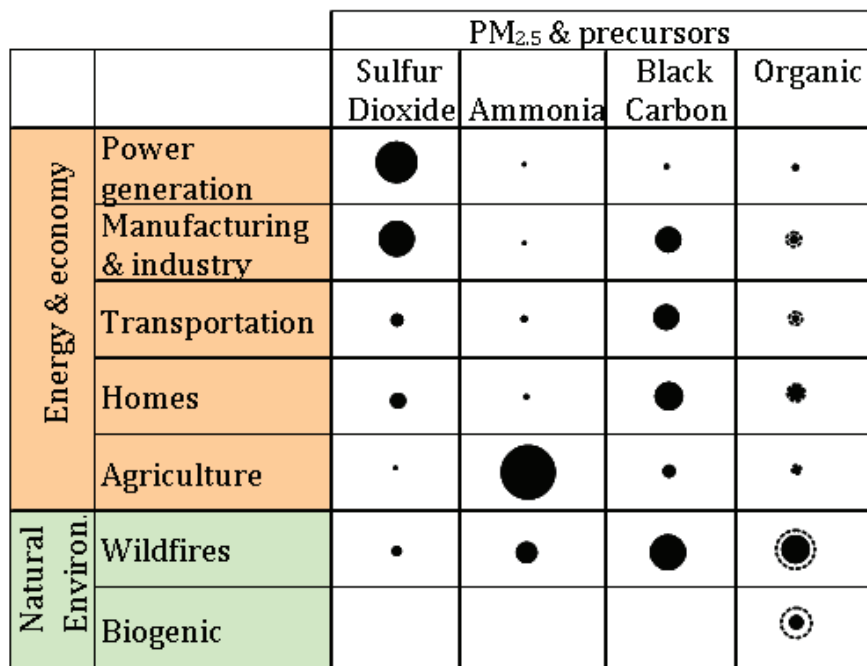 PM₂.₅ & precursors
Sulfur Dioxide
Ammonia
Black Carbon
Organic
Energy & economy
Power generation
Manufacturing & industry
Transportation
Homes
Agriculture
Natural Environ.
Wildfires
Biogenic